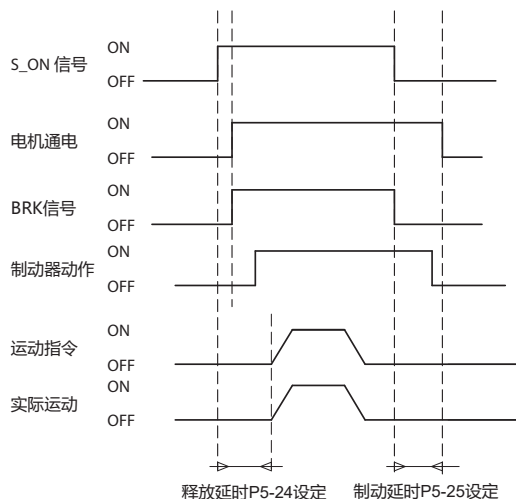 S_ON 信号
ON
OFF
电机通电
ON
OFF
BRK信号
ON
OFF
制动器动作
ON
OFF
运动指令
ON
OFF
实际运动
ON
OFF
释放延时P5-24设定
制动延时P5-25设定